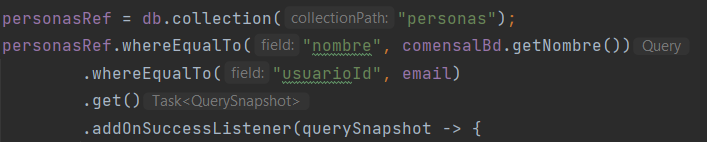 personasRef = db.collection( collectionPath: "personas");
personasRef.whereEqualTo( field: "nombre", comensalBd.getNombre()) Query
.whereEqualTo( field: "usuarioId", email)
.get() Task<QuerySnapshot>
.addOnSuccessListener(querySnapshot -> {